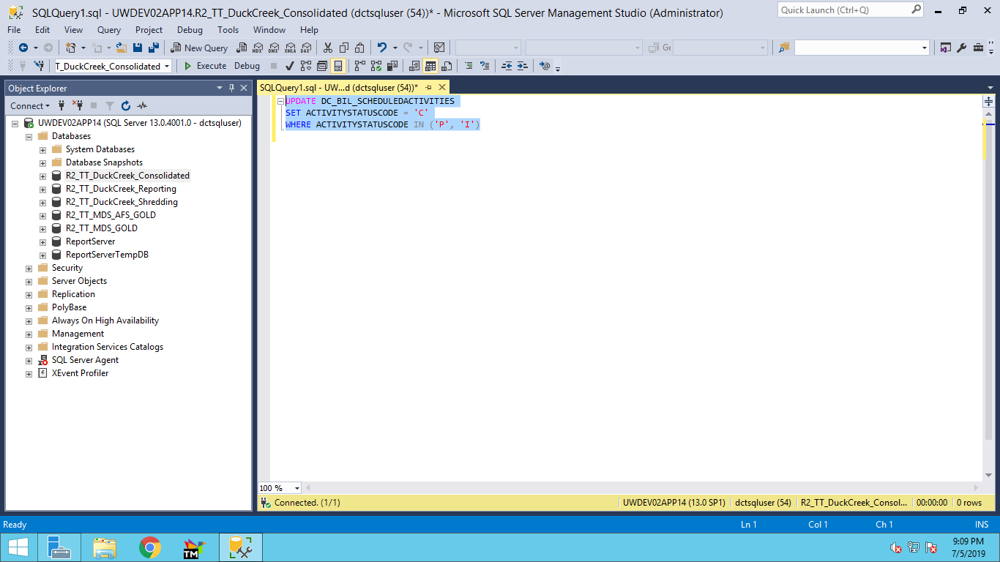 SQLQuery1.sql - UWDEV02APP14.R2_TT_DuckCreek_Consolidated (dctsqluser (54))* - Microsoft SQL Server Management Studio (Administrator)
Quick Launch (Ctrl+Q)
File Edit View Query Project Debug Tools Window Help
New Query
MDX DMX XMLA DAX
T_DuckCreek_Consolidated
Execute Debug
Object Explorer
SQLQuery1.sql - UW...d (dctsqluser (54))*
Connect
UWDEV02APP14 (SQL Server 13.0.4001.0 - dctsqluser)
Databases
System Databases
Database Snapshots
R2_TT_DuckCreek_Consolidated
R2_TT_DuckCreek_Reporting
R2_TT_DuckCreek_Shredding
R2_TT_MDS_AFS_GOLD
R2_TT_MDS_GOLD
ReportServer
ReportServerTempDB
Security
Server Objects
Replication
PolyBase
Always On High Availability
Management
Integration Services Catalogs
SQL Server Agent
XEvent Profiler
UPDATE DC_BIL_SCHEDULEDACTIVITIES
SET ACTIVITYSTATUSCODE = 'C'
WHERE ACTIVITYSTATUSCODE IN ('P', 'I')
100 %
Connected. (1/1)
UWDEV02APP14 (13.0 SP1)
dctsqluser (54)
R2_TT_DuckCreek_Consol...
00:00:00
0 rows
Ready
Ln 1
Col 1
Ch 1
INS
TM
9:09 PM
7/5/2019